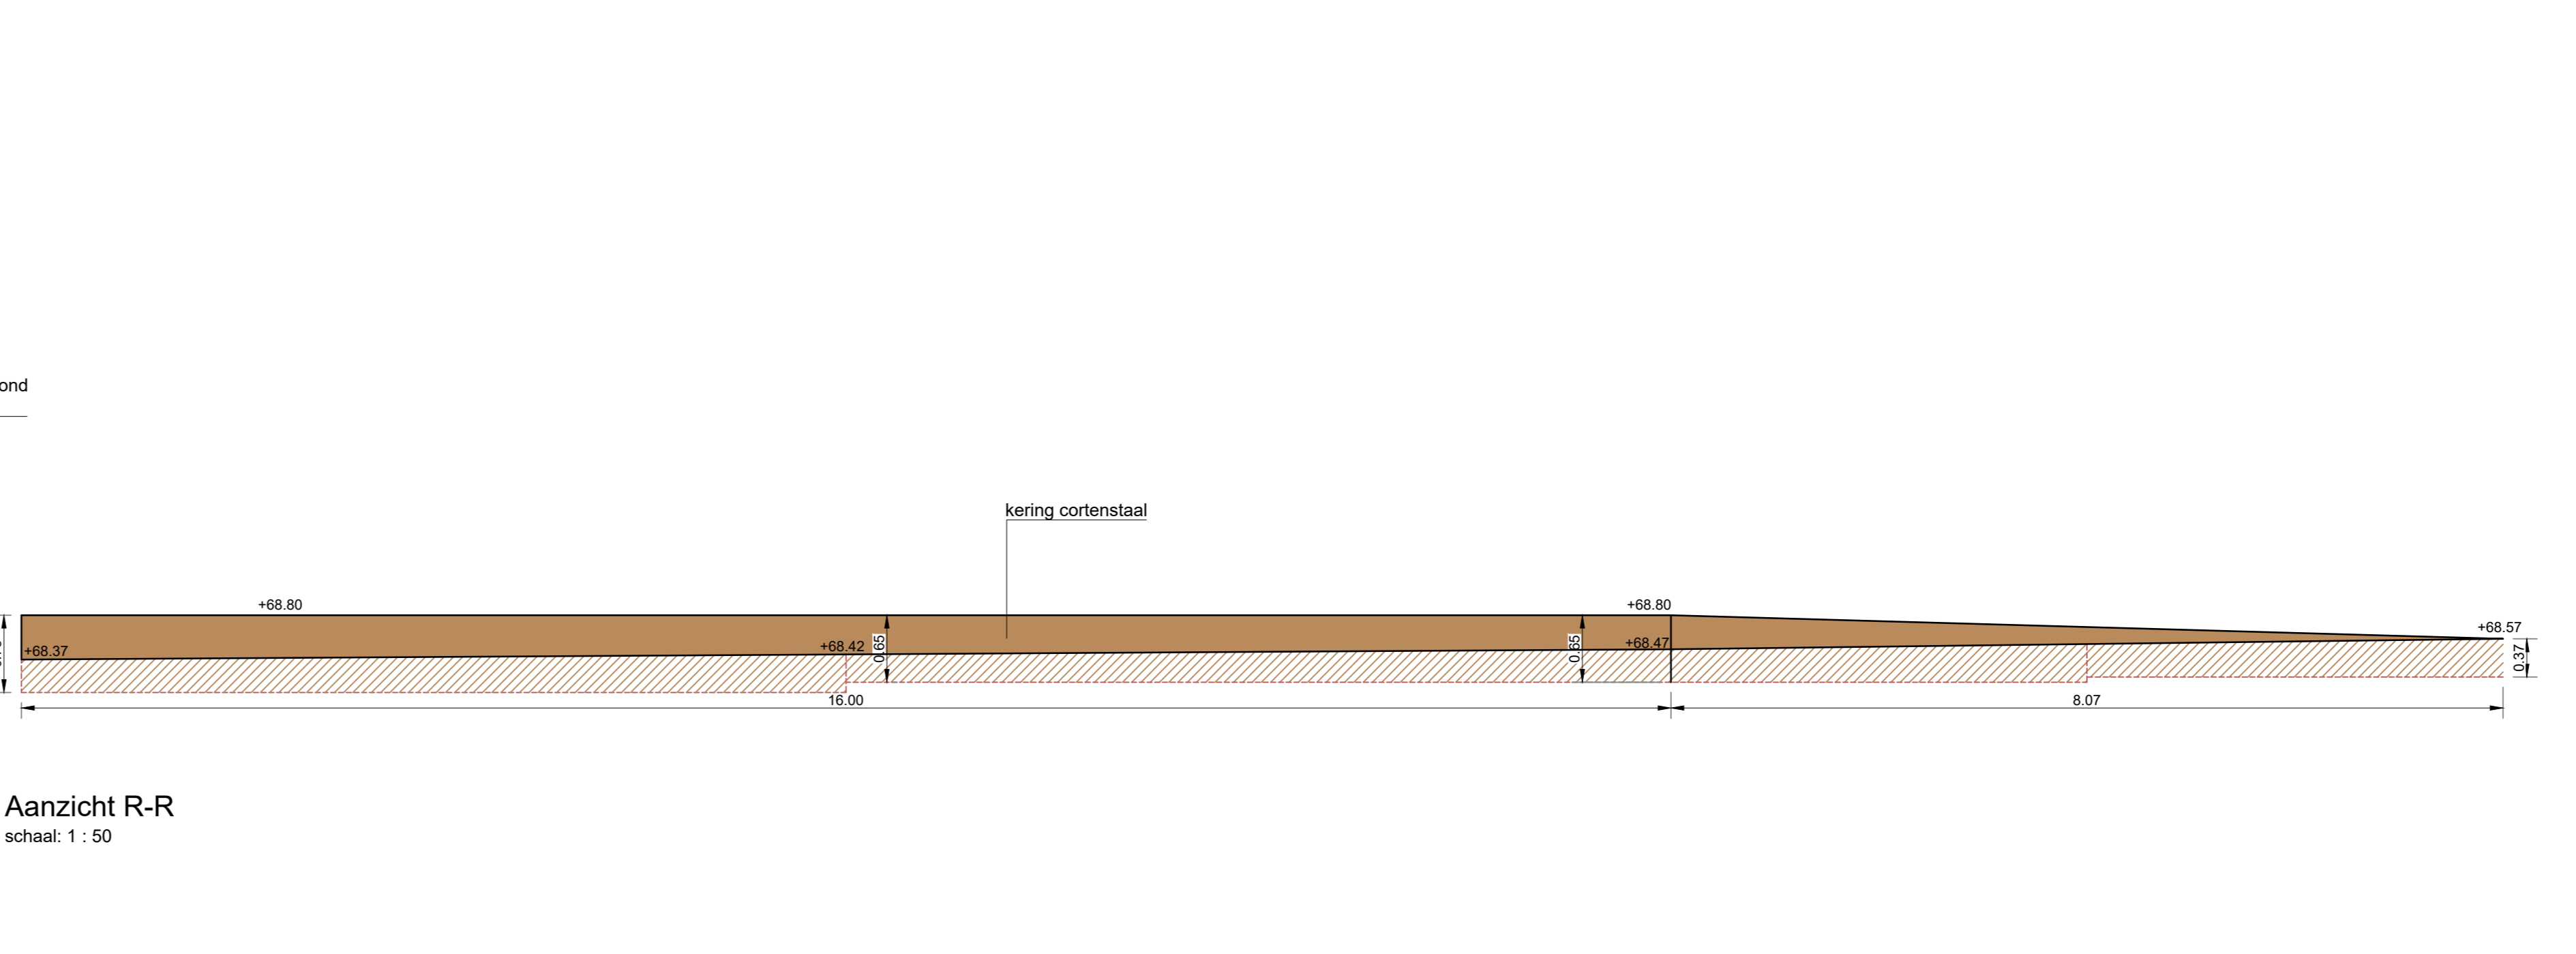 ond
kering cortenstaal
+68.80
+68.80
+68.57
+68.37
+68.42
0.65
0.65
+68.47
0.37
16.00
8.07
Aanzicht R-R
schaal: 1 : 50